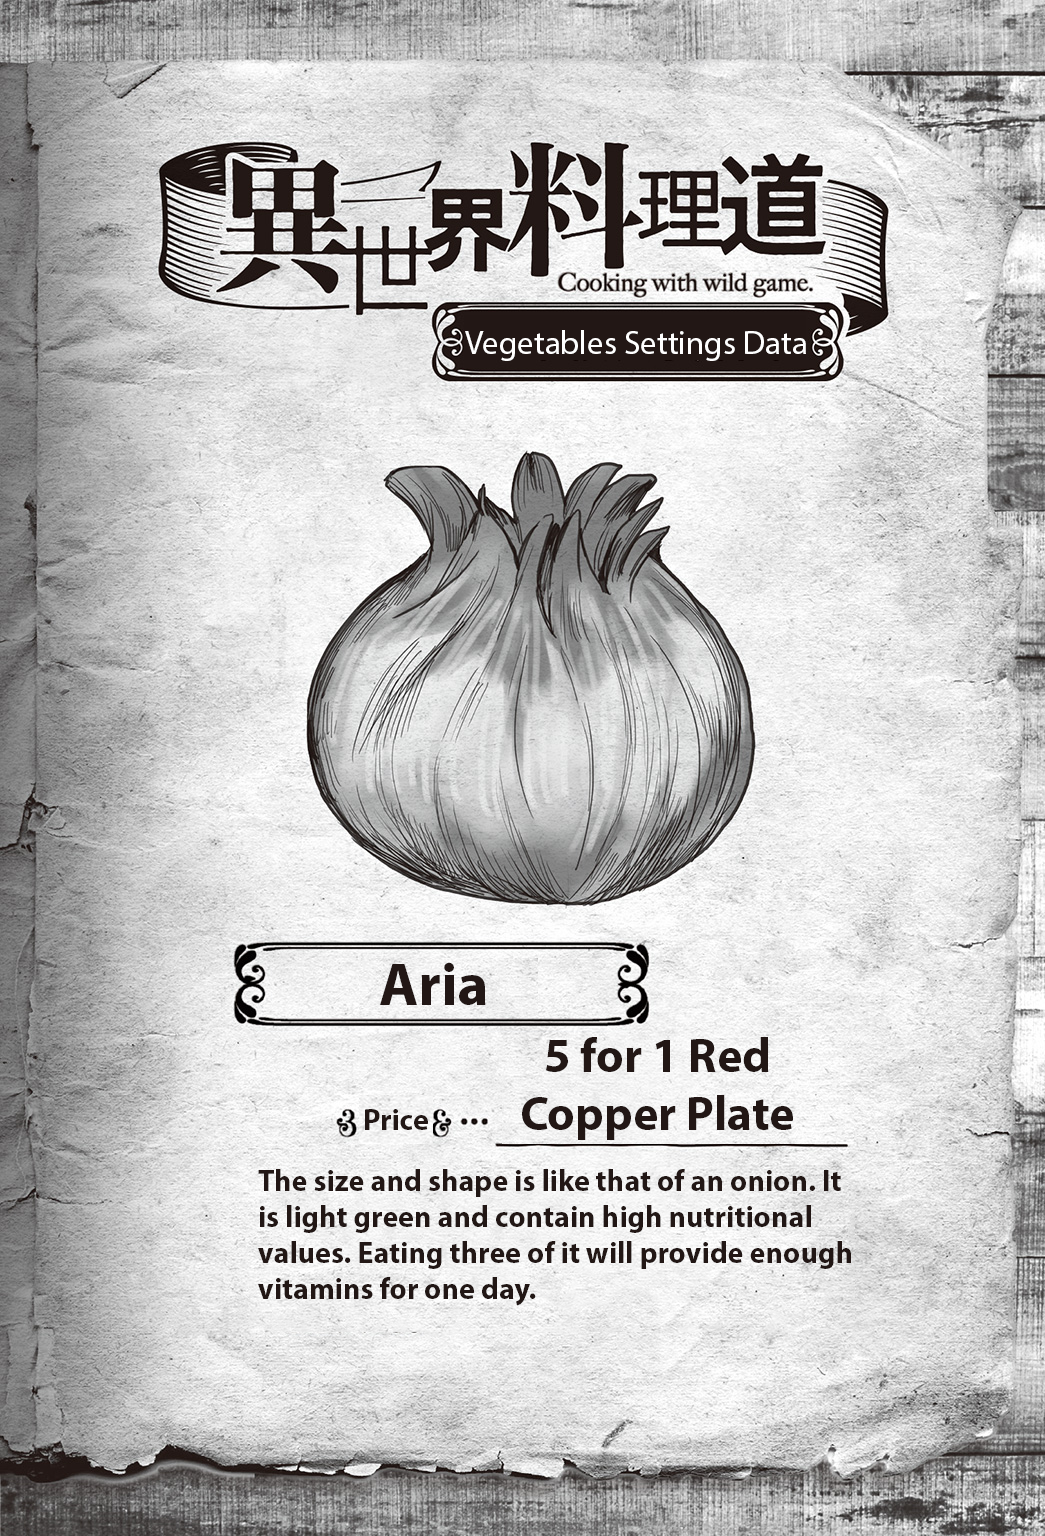 異世界料理道
Cooking with wild game.
Vegetables Settings Data
Aria
5 for 1 Red
Price ... Copper Plate
The size and shape is like that of an onion. It
is light green and contain high nutritional
values. Eating three of it will provide enough
vitamins for one day.